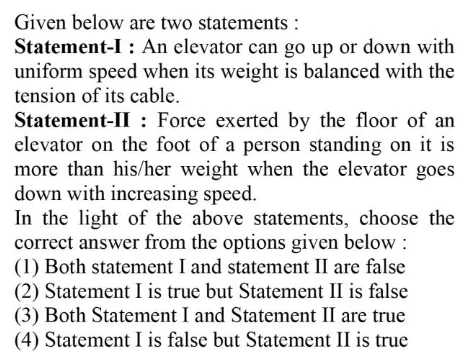 Given below are two statements :
Statement-I : An elevator can go up or down with
uniform speed when its weight is balanced with the
tension of its cable.
Statement-II : Force exerted by the floor of an
elevator on the foot of a person standing on it is
more than his/her weight when the elevator goes
down with increasing speed.
In the light of the above statements, choose the
correct answer from the options given below :
(1) Both statement I and statement II are false
(2) Statement I is true but Statement II is false
(3) Both Statement I and Statement II are true
(4) Statement I is false but Statement II is true